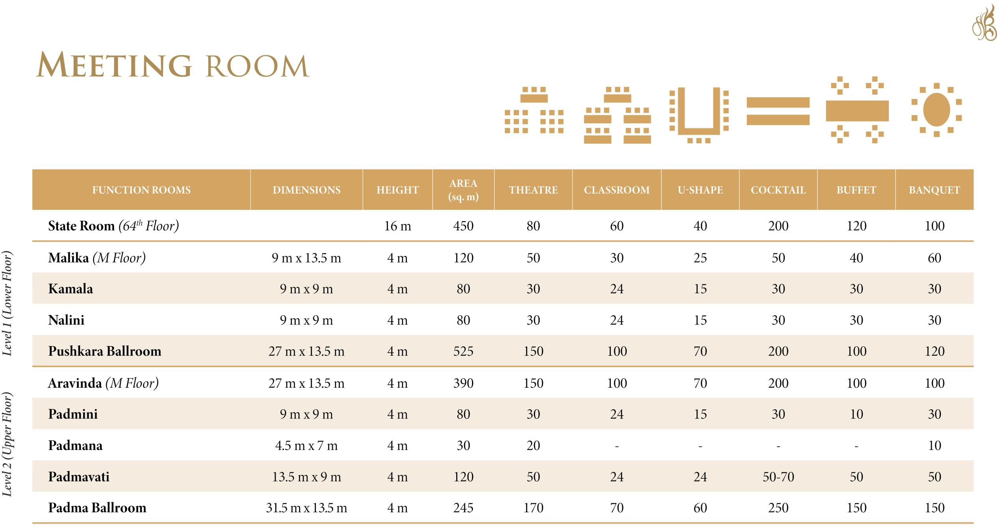 MEETING ROOM
FUNCTION ROOMS DIMENSIONS HEIGHT AREA (sq. m) THEATRE CLASSROOM U-SHAPE COCKTAIL BUFFET BANQUET
State Room (64th Floor) 16 m 450 80 60 40 200 120 100
Level 1 (Lower Floor)
Malika (M Floor) 9 m x 13.5 m 4 m 120 50 30 25 50 40 60
Kamala 9 m x 9 m 4 m 80 30 24 15 30 30 30
Nalini 9 m x 9 m 4 m 80 30 24 15 30 30 30
Pushkara Ballroom 27 m x 13.5 m 4 m 525 150 100 70 200 100 120
Level 2 (Upper Floor)
Aravinda (M Floor) 27 m x 13.5 m 4 m 390 150 100 70 200 100 100
Padmini 9 m x 9 m 4 m 80 30 24 15 30 10 30
Padmana 4.5 m x 7 m 4 m 30 20 - - - - 10
Padmavati 13.5 m x 9 m 4 m 120 50 24 24 50-70 50 50
Padma Ballroom 31.5 m x 13.5 m 4 m 245 170 70 60 250 150 150